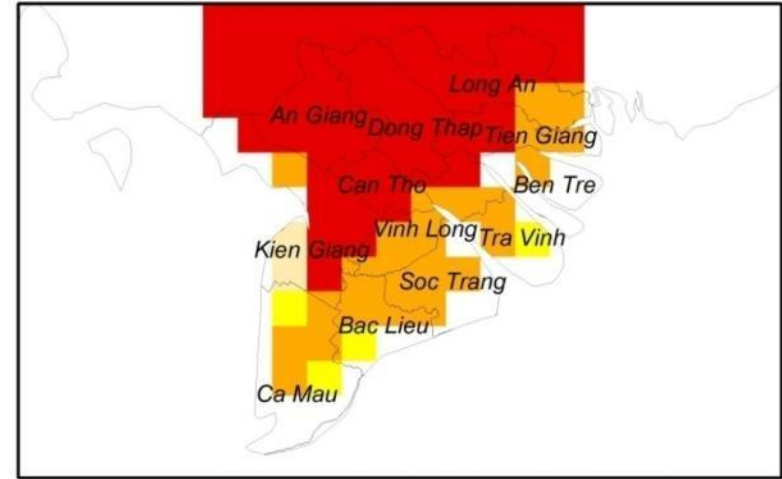 Long An
An Giang
Dong Thap
Tien Giang
Can Tho
Ben Tre
Vinh Long
Tra Vinh
Kien Giang
Soc Trang
Bac Lieu
Ca Mau